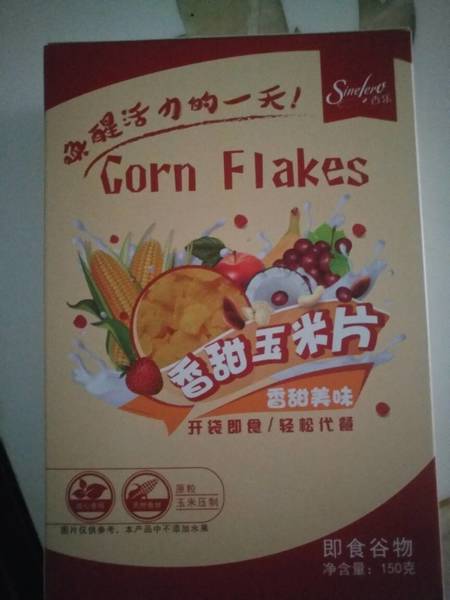 Sinefero
杏乐
唤醒活力的一天!
Corn Flakes
香甜玉米片
香甜美味
开袋即食/轻松代餐
原粒
玉米压制
图片仅供参考，本产品中不添加水果
即食谷物
净含量：150克